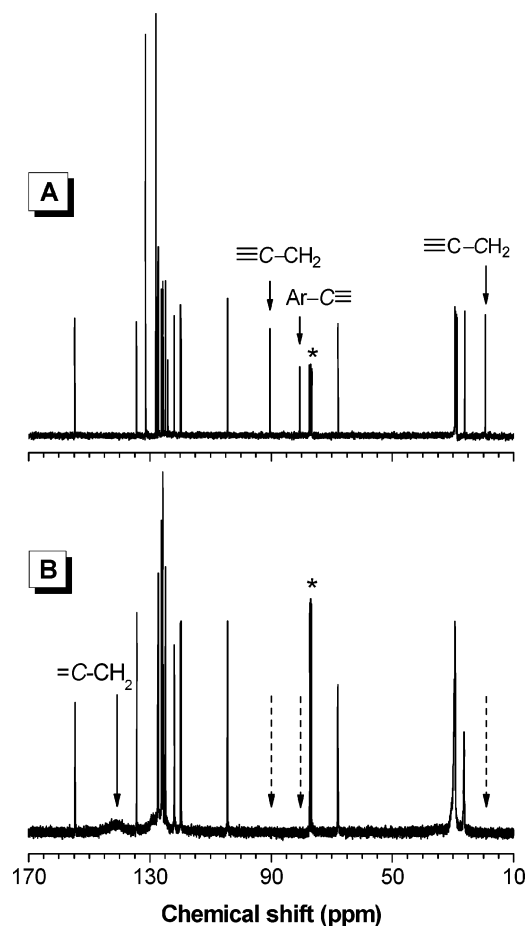 A
≡C–CH₂
≡C–CH₂
Ar–C≡
*
B
*
=C-CH₂
170 130 90 50 10
Chemical shift (ppm)